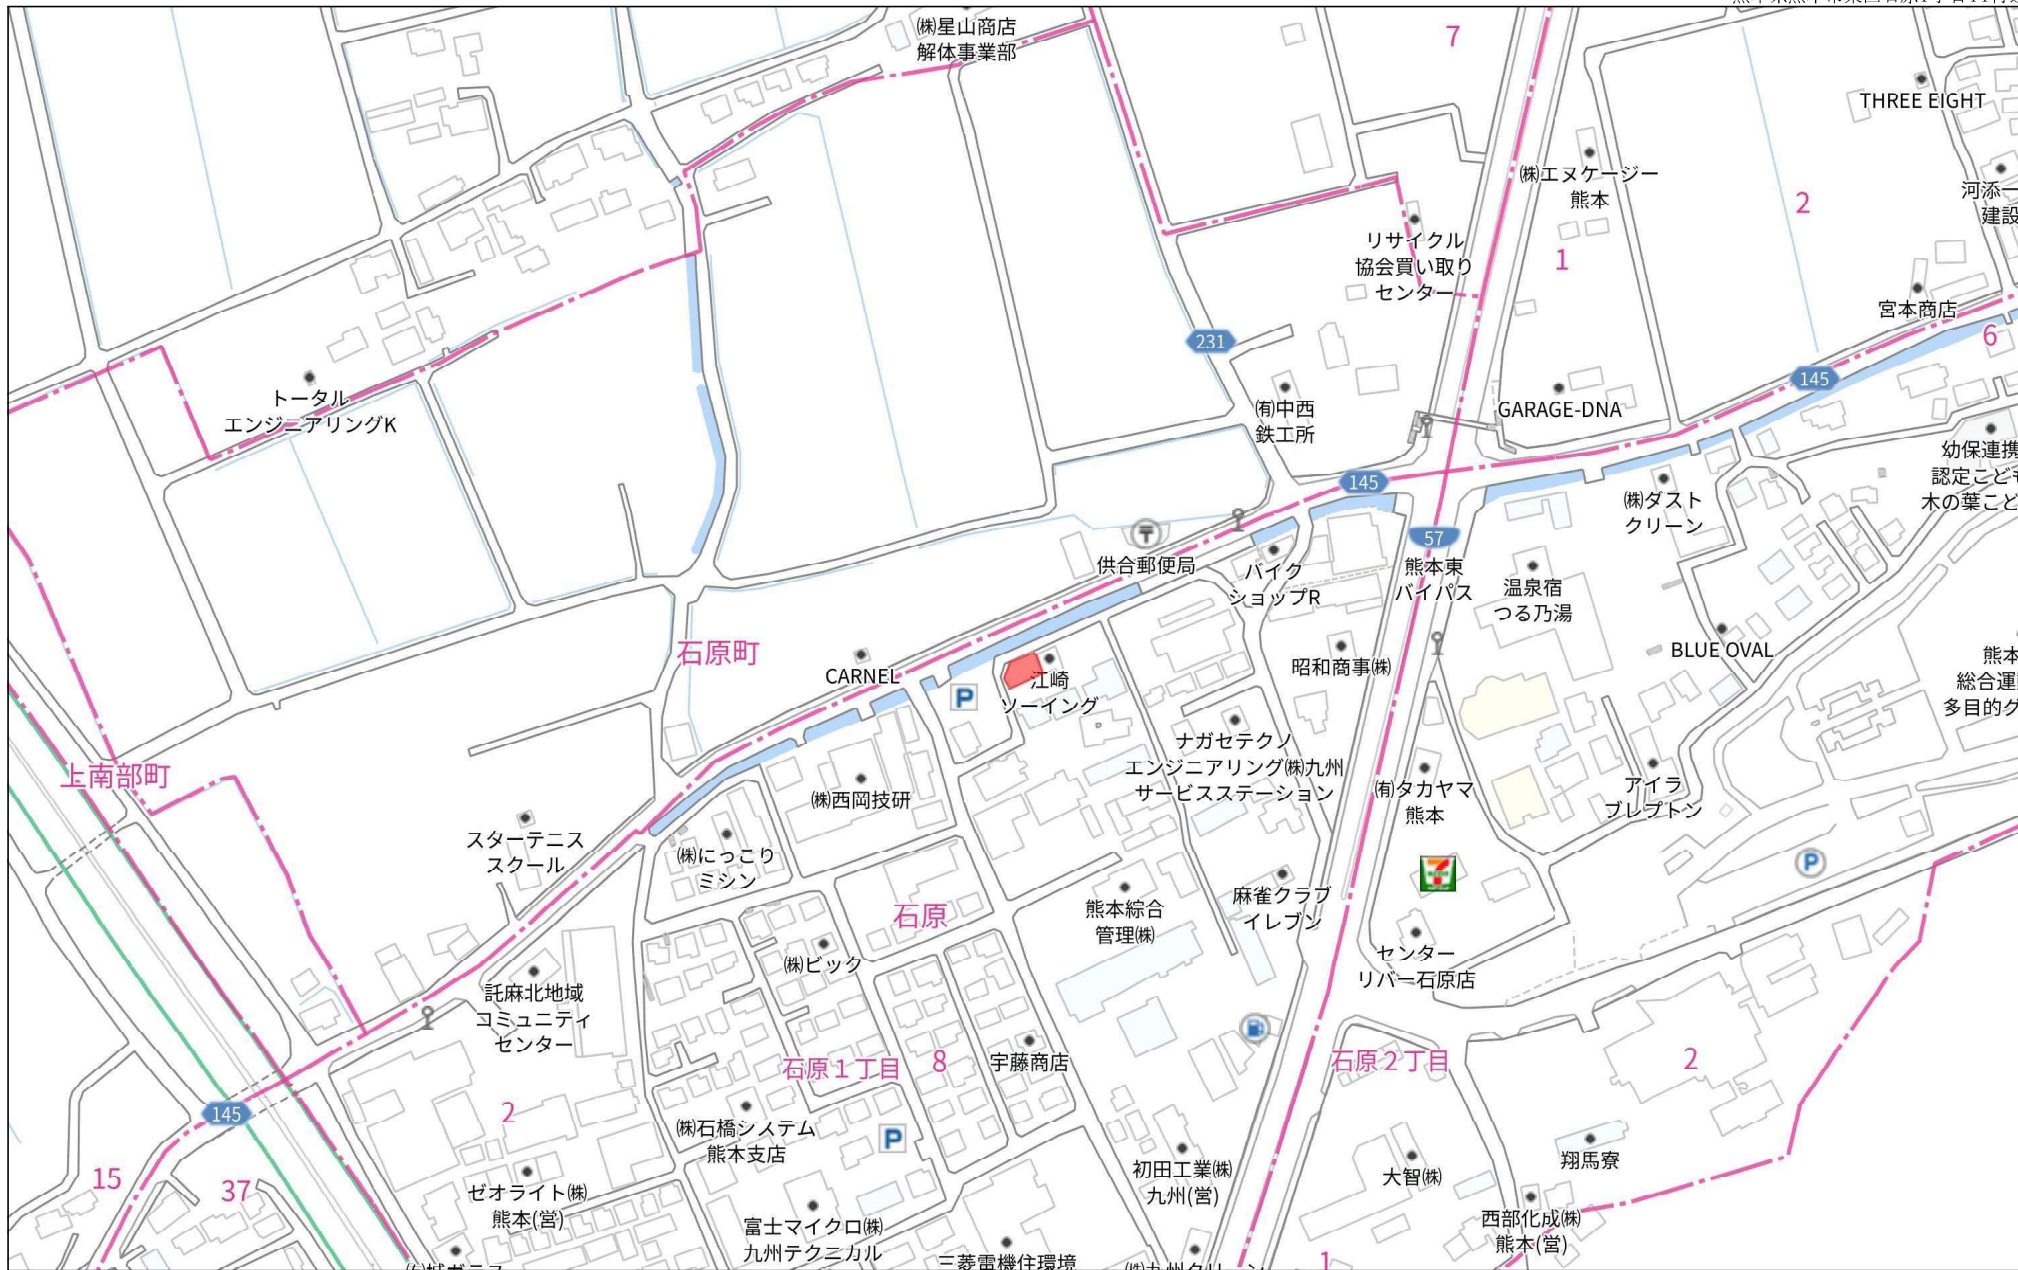 ㈱星山商店
解体事業部
7
THREE EIGHT
㈱エヌケージー
熊本
2
河添一
建設
リサイクル
協会買い取り
センター
1
宮本商店
6
231
145
トータル
エンジニアリングK
㈲中西
鉄工所
GARAGE-DNA
幼保連携
認定こども
木の葉こど
145
㈱ダスト
クリーン
57
熊本東
バイパス
供合郵便局
バイク
ショップR
温泉宿
つる乃湯
石原町
CARNEL
P
江崎
ソーイング
昭和商事㈱
BLUE OVAL
熊本
総合運
多目的グ
ナガセテクノ
エンジニアリング㈱九州
サービスステーション
上南部町
㈱西岡技研
㈲タカヤマ
熊本
アイラ
ブレプトン
スターテニス
スクール
㈱にっこり
ミシン
P
石原
熊本綜合
管理㈱
麻雀クラブ
イレブン
㈱ビック
センター
リバー石原店
託麻北地域
コミュニティ
センター
石原1丁目
8
宇藤商店
石原2丁目
2
145
2
㈱石橋システム
熊本支店
P
初田工業㈱
九州(営)
大智㈱
翔馬寮
15
37
ゼオライト㈱
熊本(営)
富士マイクロ㈱
九州テクニカル
西部化成㈱
熊本(営)
三菱電機住環境
1